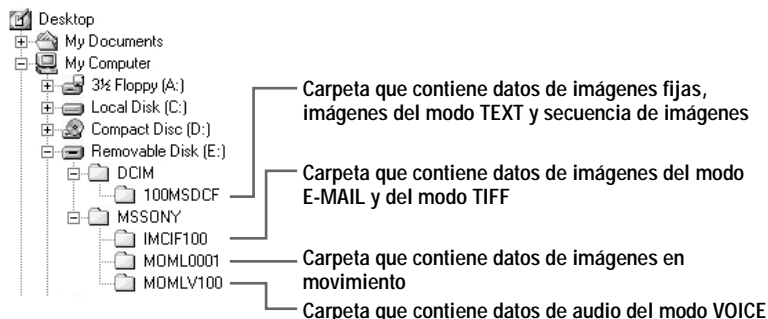 Desktop
My Documents
My Computer
3½ Floppy (A:)
Local Disk (C:)
Compact Disc (D:)
Removable Disk (E:)
DCIM
100MSDCF
MSSONY
IMCIF100
MOML0001
MOMLV100
Carpeta que contiene datos de imágenes fijas,
imágenes del modo TEXT y secuencia de imágenes
Carpeta que contiene datos de imágenes del modo
E-MAIL y del modo TIFF
Carpeta que contiene datos de imágenes en
movimiento
Carpeta que contiene datos de audio del modo VOICE